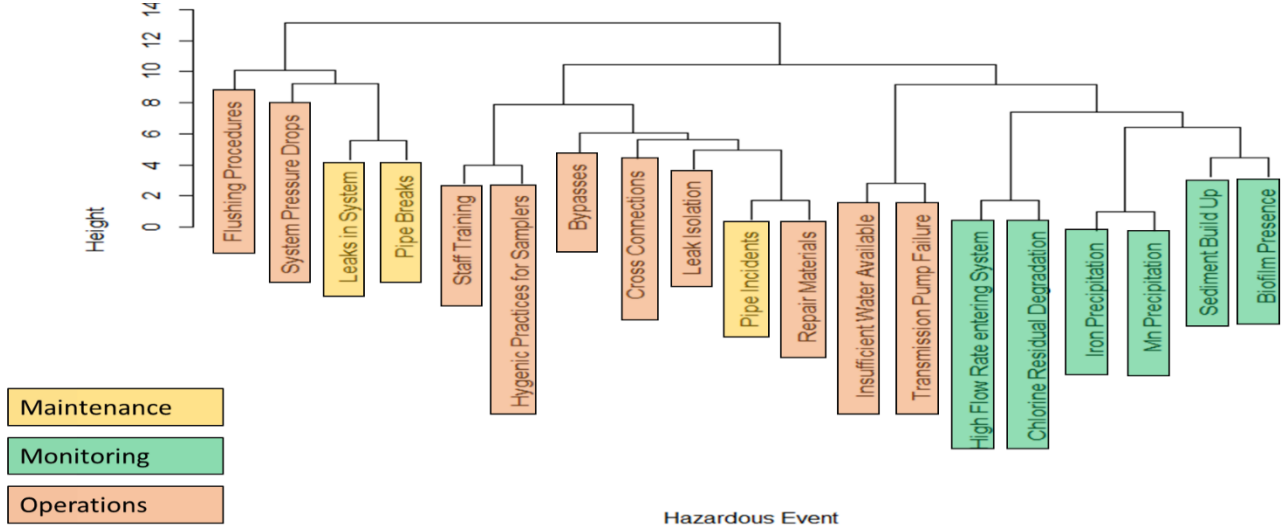 14
12
10
8
6
4
2
0
Height
Flushing Procedures
System Pressure Drops
Leaks in System
Pipe Breaks
Staff Training
Hygenic Practices for Samplers
Bypasses
Cross Connections
Leak Isolation
Pipe Incidents
Repair Materials
Insufficient Water Available
Transmission Pump Failure
High Flow Rate entering System
Chlorine Residual Degradation
Iron Precipitation
Mn Precipitation
Sediment Build Up
Biofilm Presence
Maintenance
Monitoring
Operations
Hazardous Event